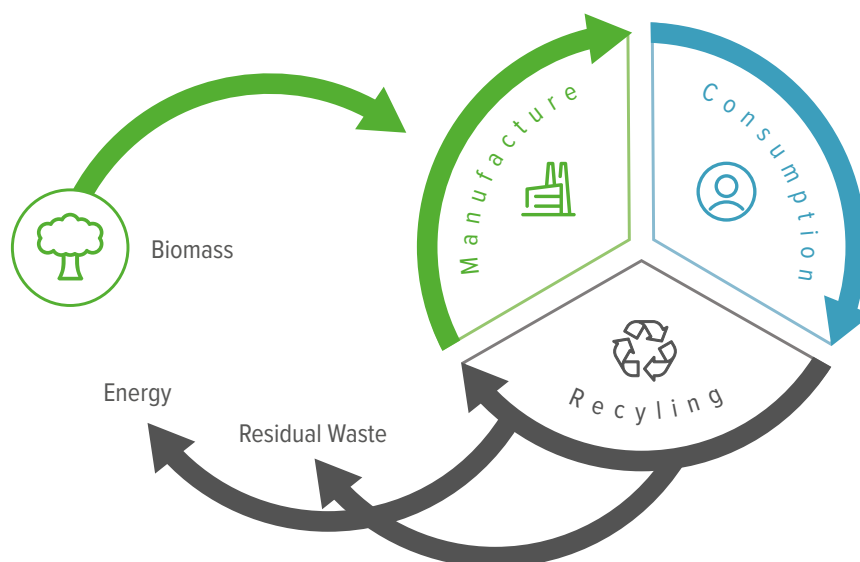 Manufacture
Consumption
Biomass
Recyling
Energy
Residual Waste